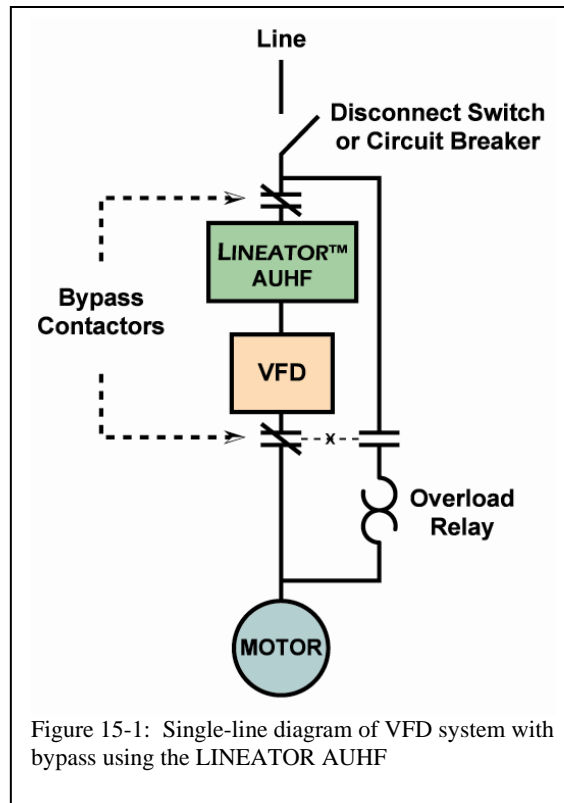 Line
Disconnect Switch
or Circuit Breaker
LINEATOR™
AUHF
Bypass
Contactors
VFD
x
Overload
Relay
MOTOR
Figure 15-1: Single-line diagram of VFD system with
bypass using the LINEATOR AUHF